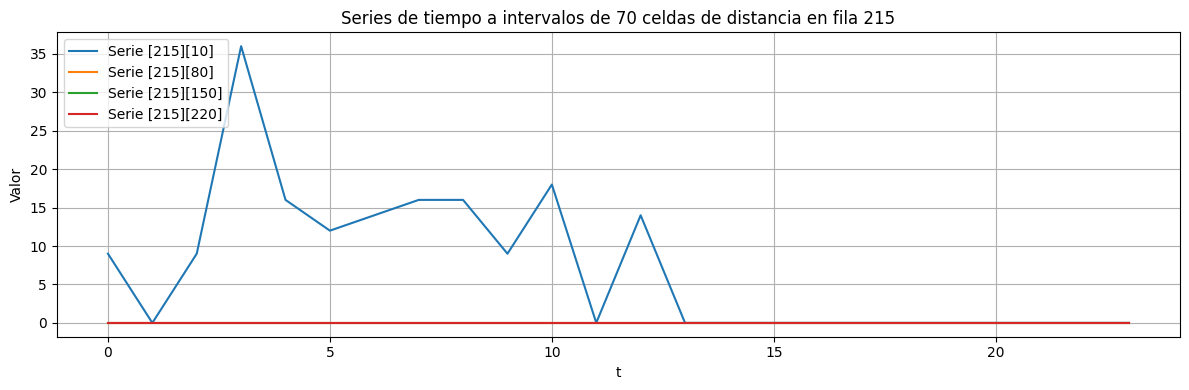 Series de tiempo a intervalos de 70 celdas de distancia en fila 215
Serie [215][10]
Serie [215][80]
Serie [215][150]
Serie [215][220]
Valor
35
30
25
20
15
10
5
0
0 5 10 15 20
t